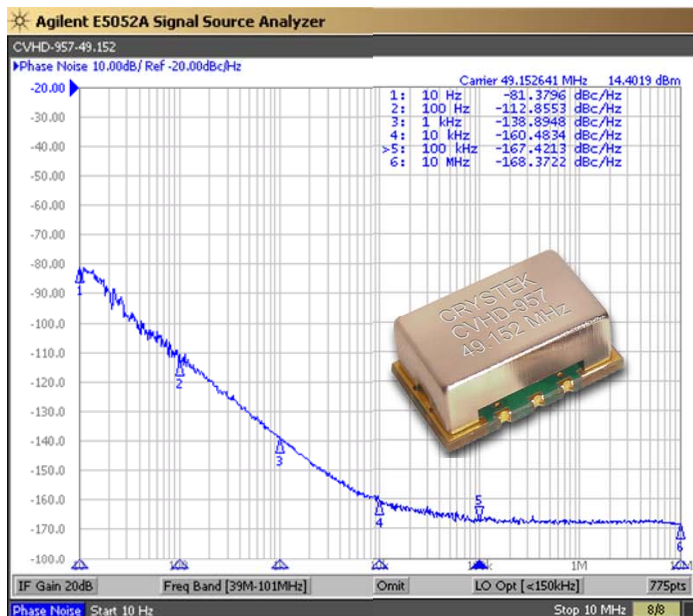 Agilent E5052A Signal Source Analyzer
CVHD-957-49.152
▶Phase Noise 10.00dB/ Ref -20.00dBc/Hz
Carrier 49.152641 MHz 14.4019 dBm
1: 10 Hz -81.3796 dBc/Hz
2: 100 Hz -112.8553 dBc/Hz
3: 1 kHz -138.8948 dBc/Hz
4: 10 kHz -160.4834 dBc/Hz
>5: 100 kHz -167.4213 dBc/Hz
6: 10 MHz -168.3722 dBc/Hz
-20.00
-30.00
-40.00
-50.00
-60.00
-70.00
-80.00
-90.00
-100.0
-110.0
-120.0
-130.0
-140.0
-150.0
-160.0
-170.0
-180.0
1
2
3
4
5
6
CRYSTEK
CVHD-957
49.152 MHz
1M
IF Gain 20dB Freq Band [39M-101MHz] Omit LO Opt [<150kHz] 775pts
Phase Noise Start 10 Hz Stop 10 MHz 8/8